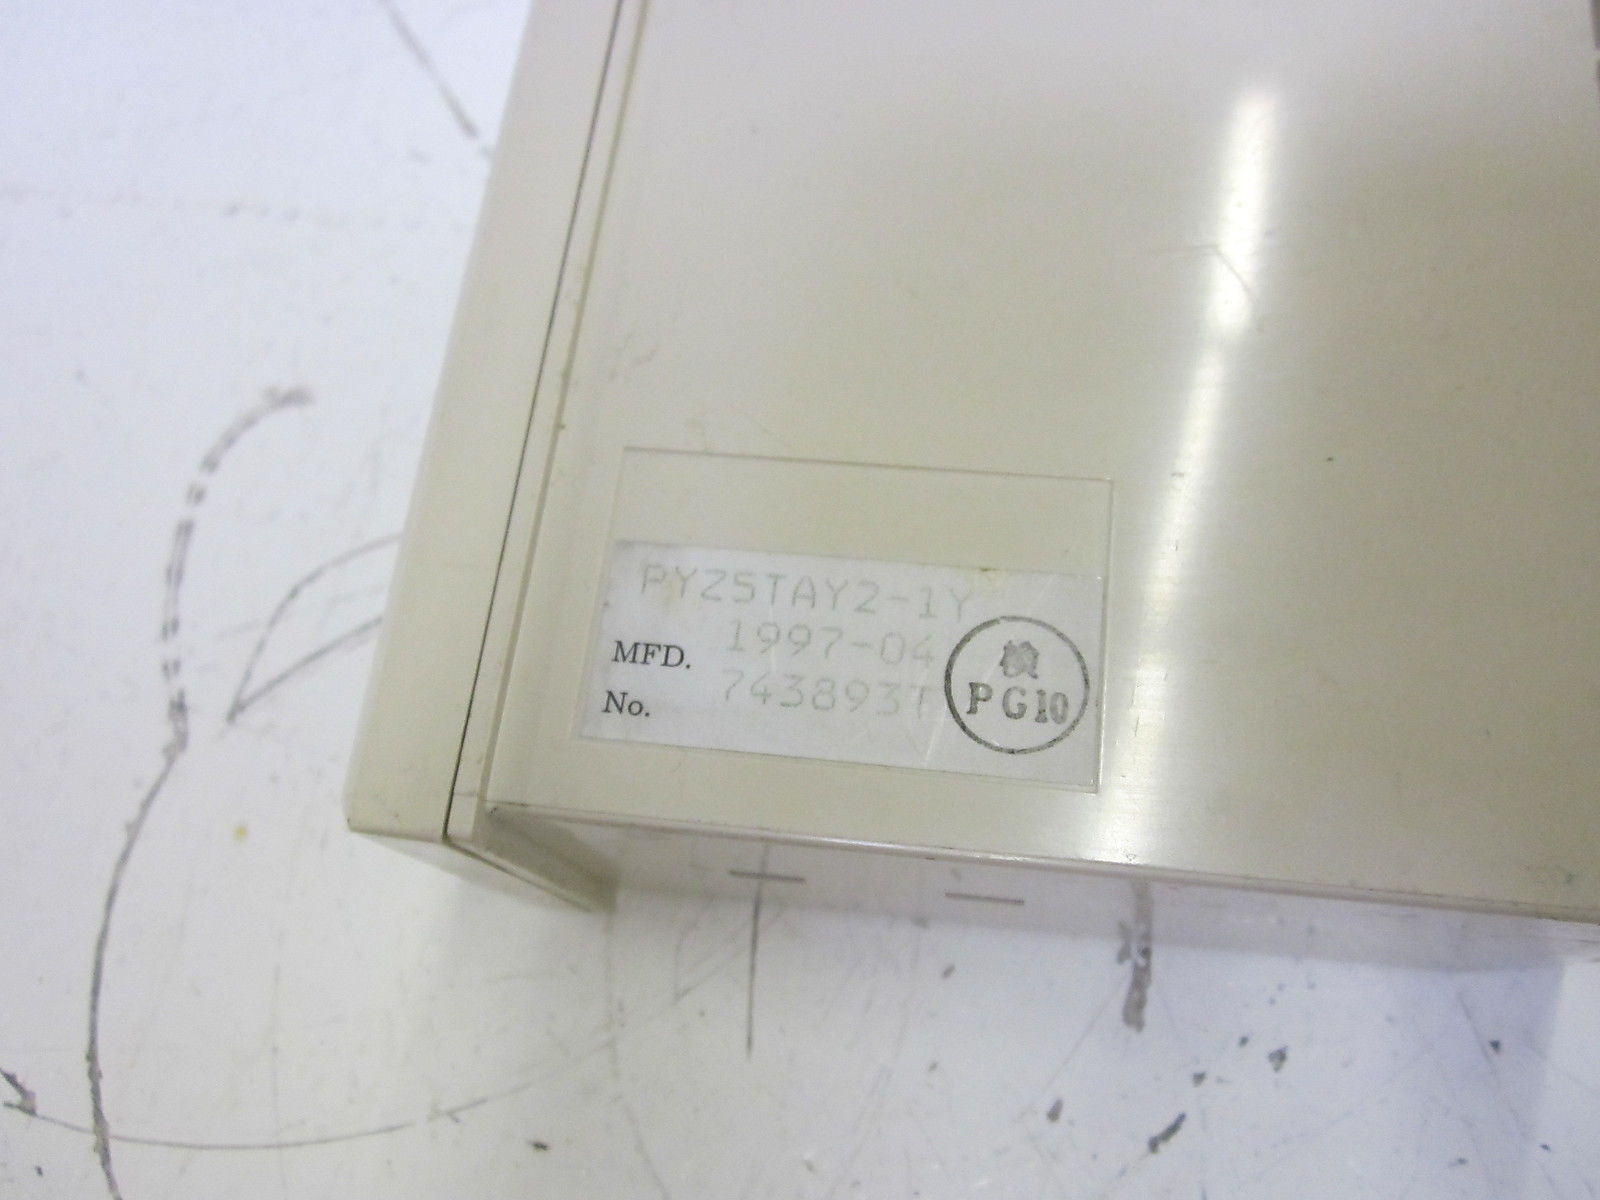 PYZ5TAY2-1Y
MFD. 1997-04
No. 743893T
検
PG10